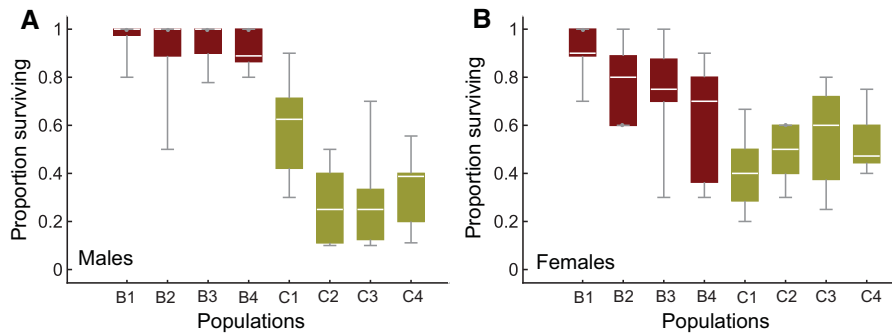 A
Proportion surviving
1
0.8
0.6
0.4
0.2
0
Males
B1 B2 B3 B4 C1 C2 C3 C4
Populations
B
Proportion surviving
1
0.8
0.6
0.4
0.2
0
Females
B1 B2 B3 B4 C1 C2 C3 C4
Populations